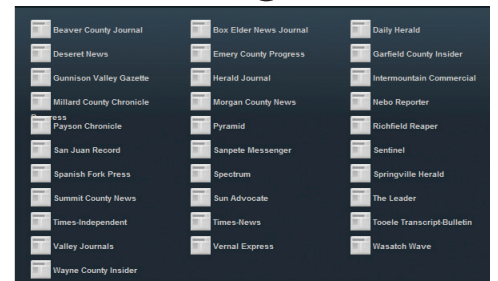 Beaver County Journal
Box Elder News Journal
Daily Herald
Deseret News
Emery County Progress
Garfield County Insider
Gunnison Valley Gazette
Herald Journal
Intermountain Commercial
Millard County Chronicle
Morgan County News
Nebo Reporter
Payson Chronicle
Pyramid
Richfield Reaper
San Juan Record
Sanpete Messenger
Sentinel
Spanish Fork Press
Spectrum
Springville Herald
Summit County News
Sun Advocate
The Leader
Times-Independent
Times-News
Tooele Transcript-Bulletin
Valley Journals
Vernal Express
Wasatch Wave
Wayne County Insider